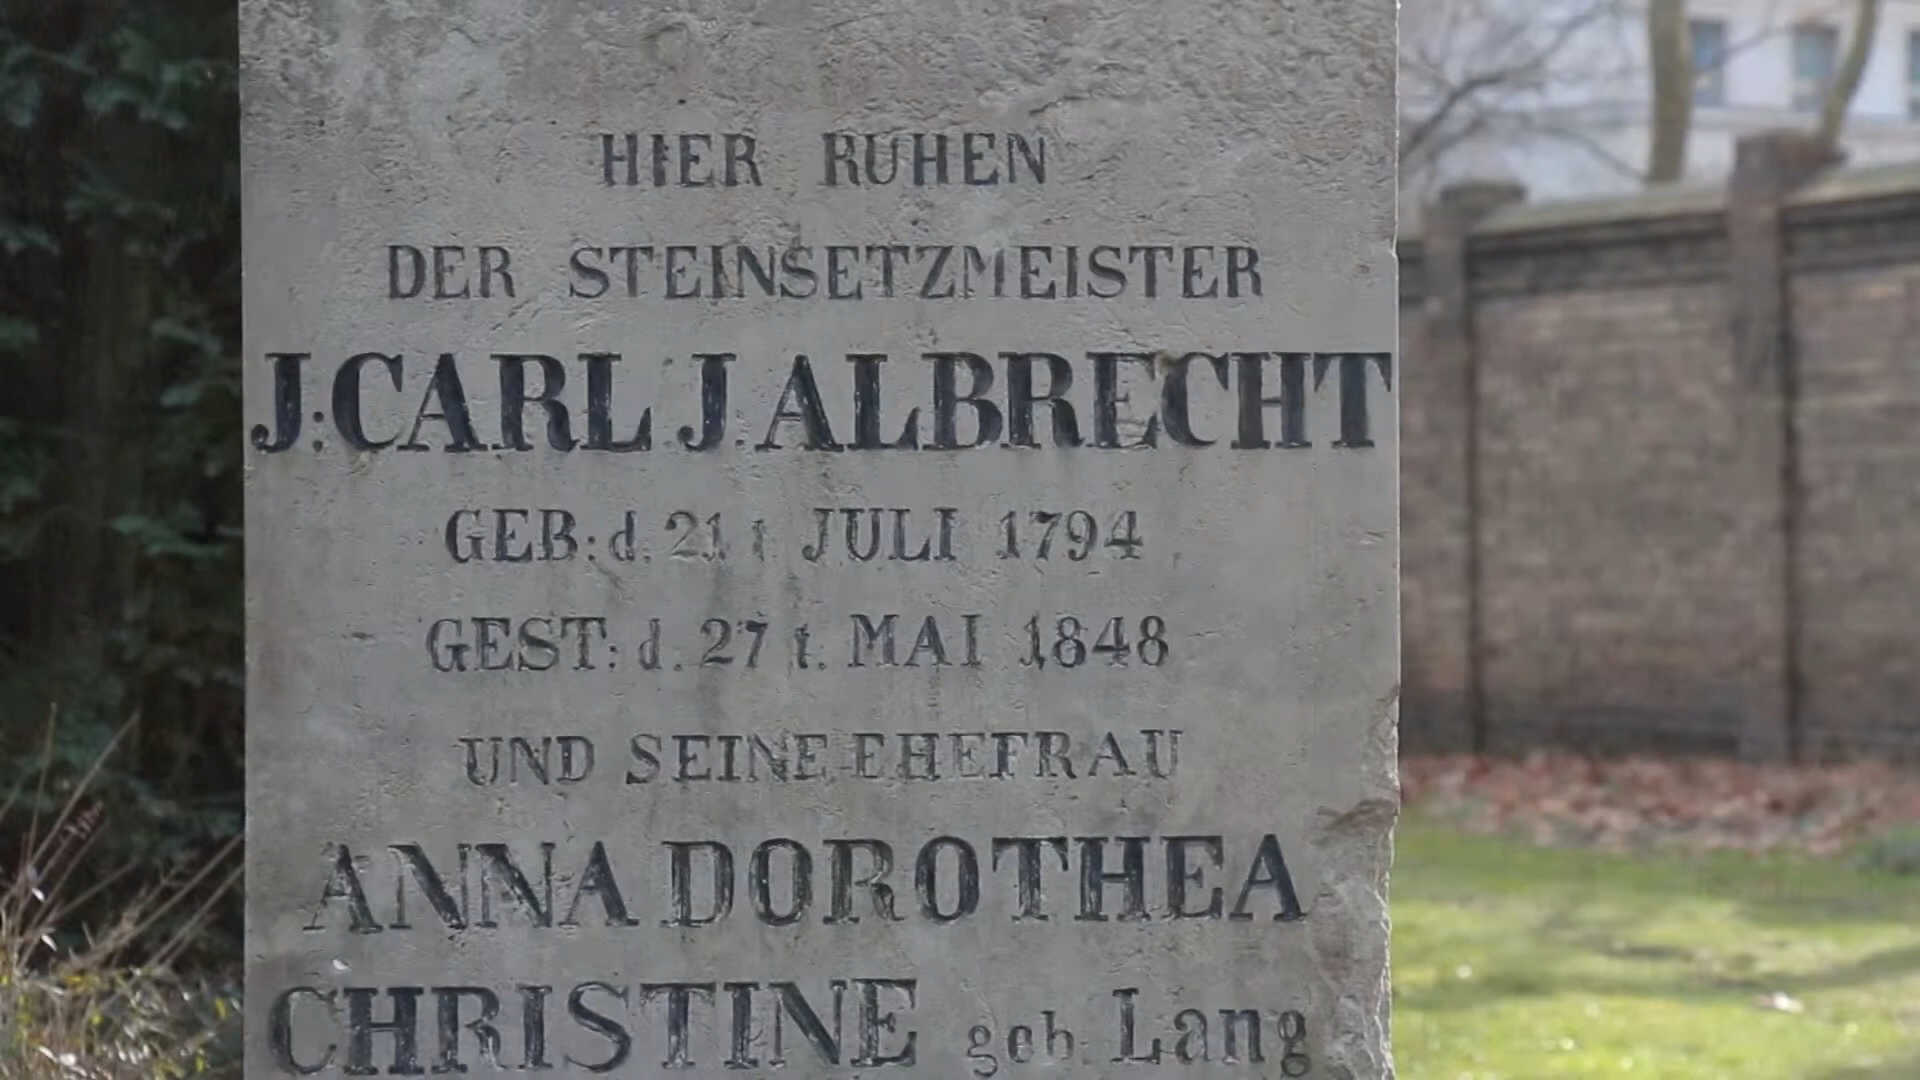 HIER RUHEN
DER STEINSETZMEISTER
J: CARL J. ALBRECHT
GEB: d. 21 t JULI 1794
GEST: d. 27 t. MAI 1848
UND SEINE EHEFRAU
ANNA DOROTHEA
CHRISTINE geb. Lang